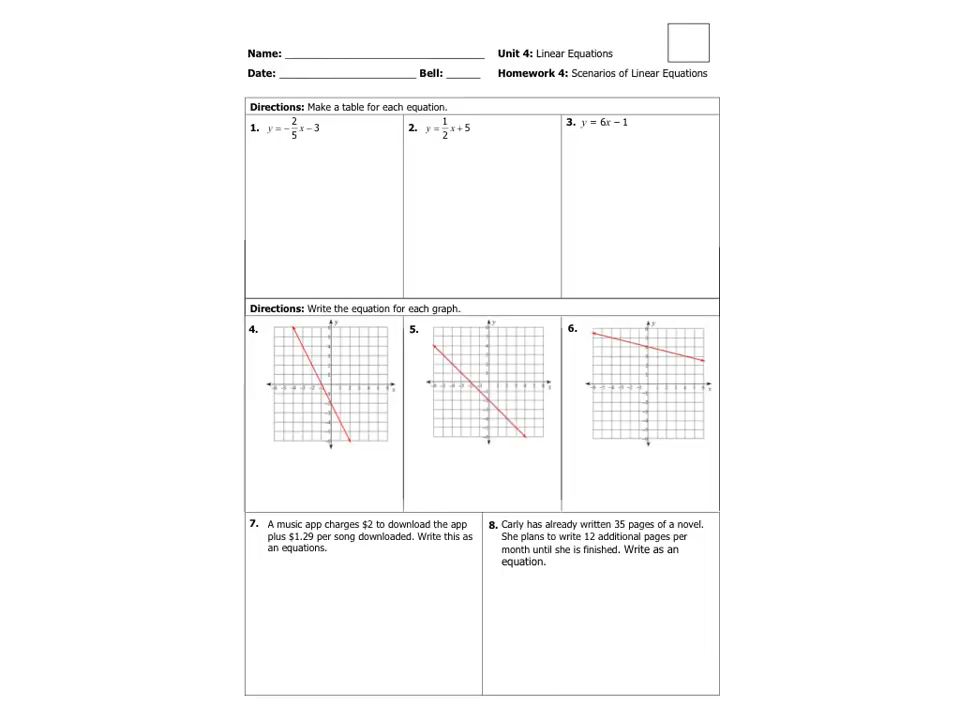 Name: ____________________ Unit 4: Linear Equations
Date: ____________________ Bell: ______ Homework 4: Scenarios of Linear Equations
Directions: Make a table for each equation.
1. y = -2/5 x - 3
2. y = 1/2 x + 5
3. y = 6x - 1
Directions: Write the equation for each graph.
4.
y
x
5.
y
x
6.
y
x
7. A music app charges $2 to download the app
plus $1.29 per song downloaded. Write this as
an equations.
8. Carly has already written 35 pages of a novel.
She plans to write 12 additional pages per
month until she is finished. Write as an
equation.